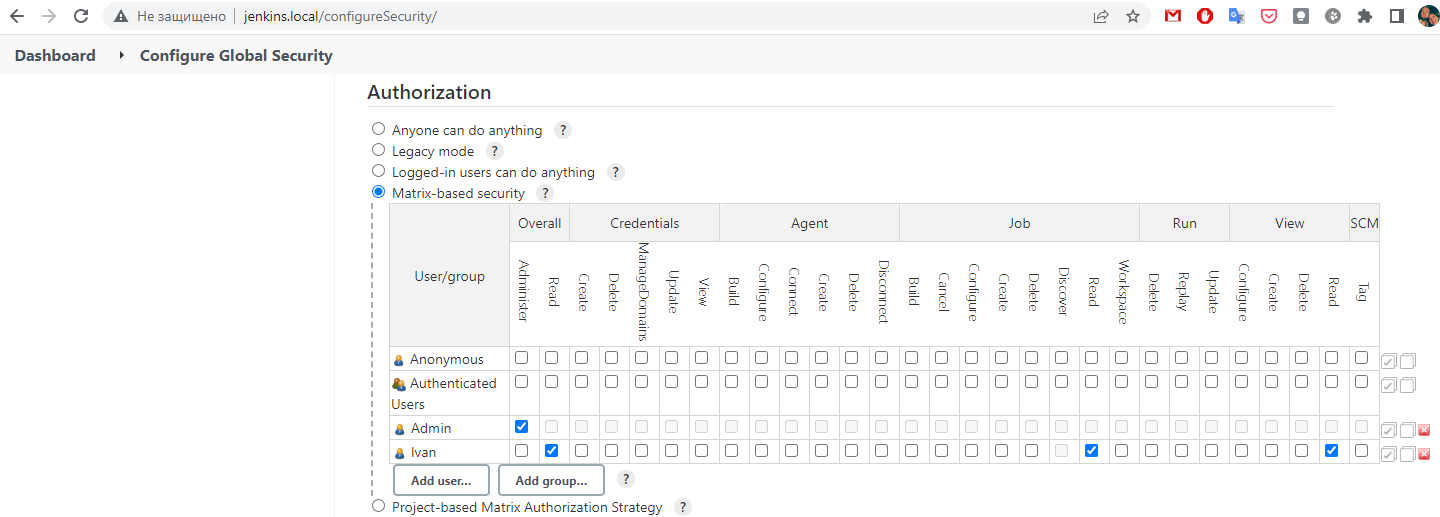 Не защищено jenkins.local/configureSecurity/
Dashboard Configure Global Security
Authorization
Anyone can do anything ?
Legacy mode ?
Logged-in users can do anything ?
Matrix-based security ?
User/group Overall Credentials Agent Job Run View SCM
Administer Read Create Delete ManageDomains Update View Build Configure Connect Create Delete Disconnect Build Cancel Configure Create Delete Discover Read Workspace Delete Replay Update Configure Create Delete Read Tag
Anonymous
Authenticated
Users
Admin
Ivan
Add user... Add group... ?
Project-based Matrix Authorization Strategy ?